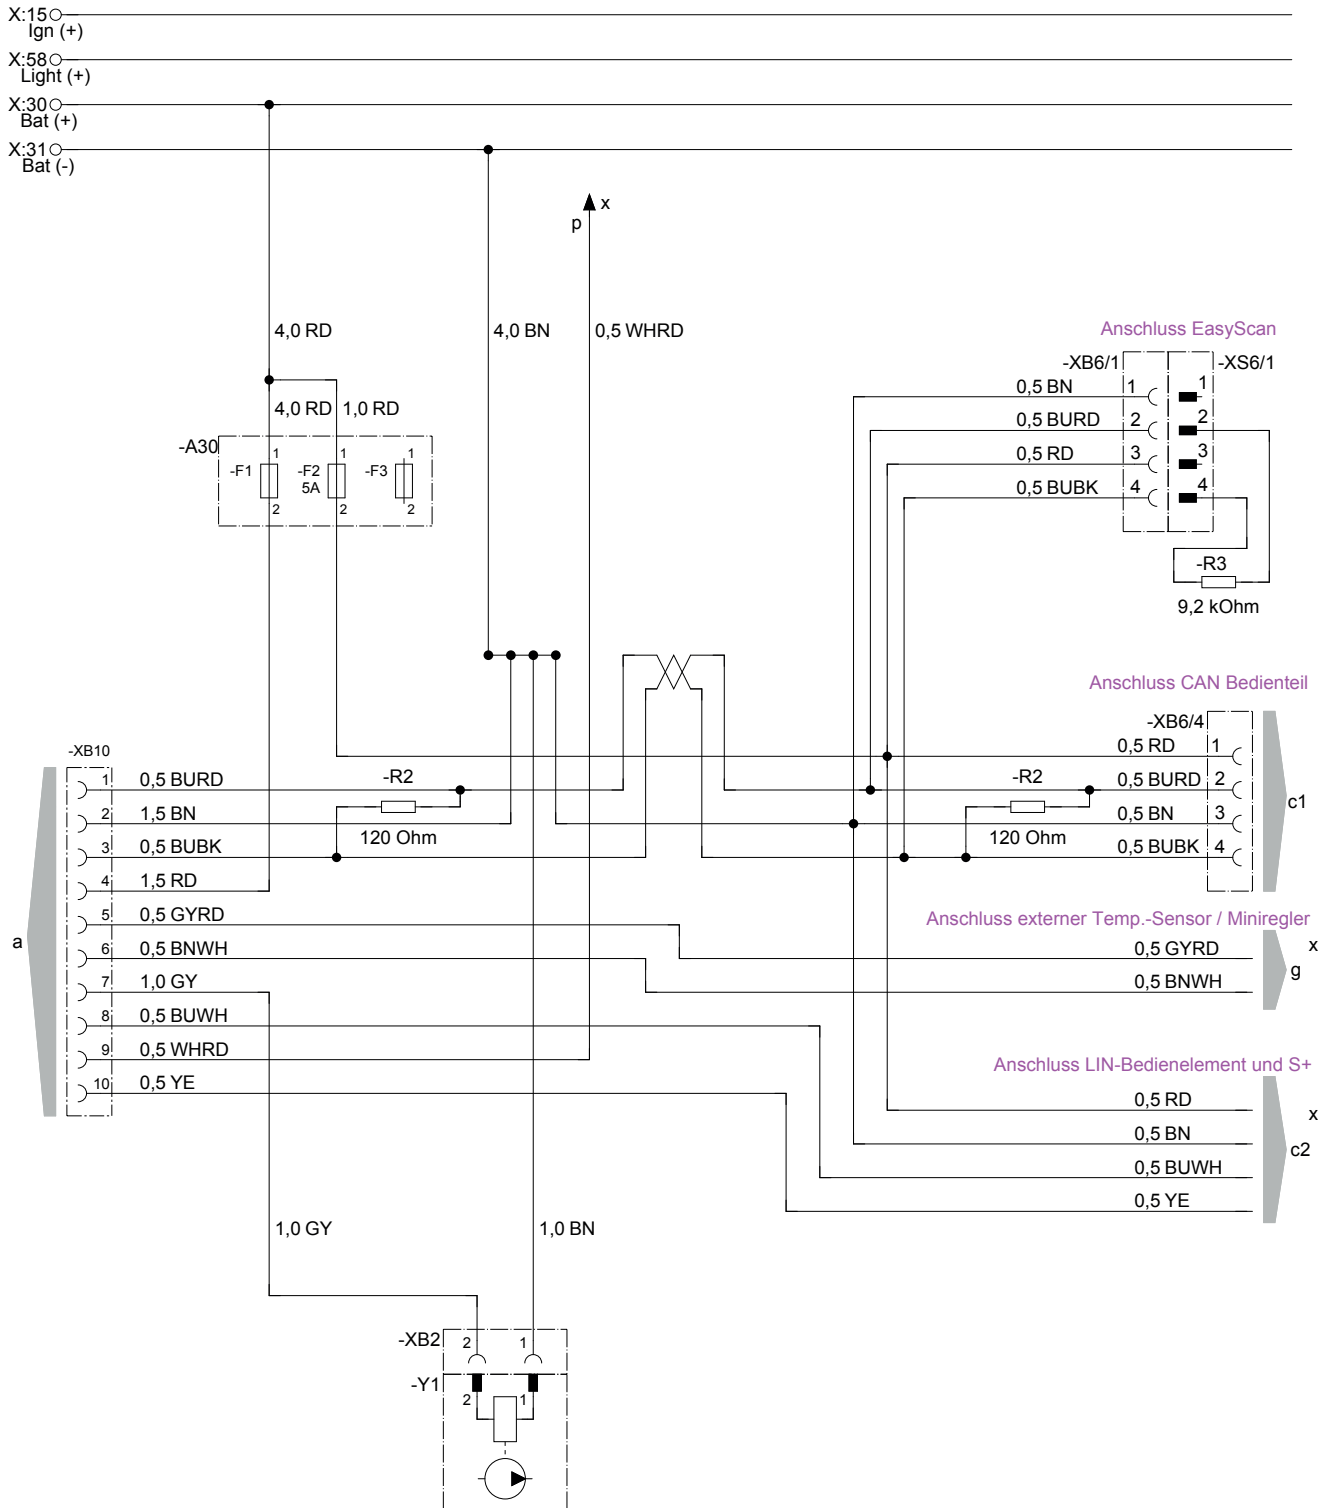 X:15
Ign (+)
X:58
Light (+)
X:30
Bat (+)
X:31
Bat (-)
x
p
4,0 RD
4,0 BN
0,5 WHRD
4,0 RD
1,0 RD
-A30
-F1
1
2
-F2
5A
1
2
-F3
1
2
Anschluss EasyScan
-XB6/1
-XS6/1
0,5 BN
1
1
0,5 BURD
2
2
0,5 RD
3
3
0,5 BUBK
4
4
-R3
9,2 kOhm
Anschluss CAN Bedienteil
-XB6/4
0,5 RD
1
0,5 BURD
2
0,5 BN
3
0,5 BUBK
4
c1
-R2
120 Ohm
-R2
120 Ohm
-XB10
a
1
0,5 BURD
2
1,5 BN
3
0,5 BUBK
4
1,5 RD
5
0,5 GYRD
6
0,5 BNWH
7
1,0 GY
8
0,5 BUWH
9
0,5 WHRD
10
0,5 YE
Anschluss externer Temp.-Sensor / Miniregler
0,5 GYRD
0,5 BNWH
x
g
Anschluss LIN-Bedienelement und S+
0,5 RD
0,5 BN
0,5 BUWH
0,5 YE
x
c2
1,0 GY
1,0 BN
-XB2
2
1
-Y1
2
1